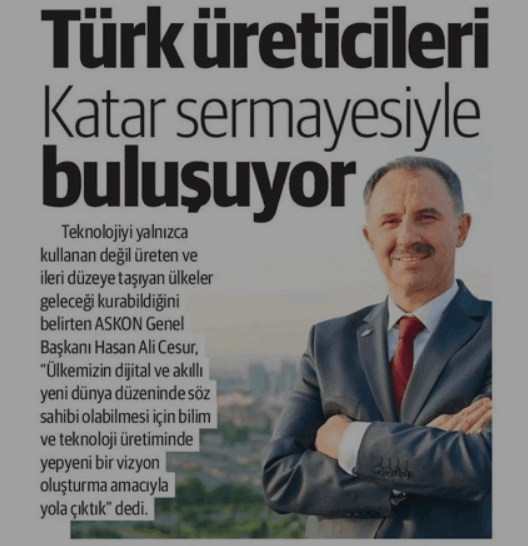 Türk üreticileri
Katar sermayesiyle
buluşuyor
Teknolojiyi yalnızca
kullanan değil üreten ve
ileri düzeye taşıyan ülkeler
geleceği kurabildiğini
belirten ASKON Genel
Başkanı Hasan Ali Cesur,
"Ülkemizin dijital ve akıllı
yeni dünya düzeninde söz
sahibi olabilmesi için bilim
ve teknoloji üretiminde
yepyeni bir vizyon
oluşturma amacıyla
yola çıktık" dedi.